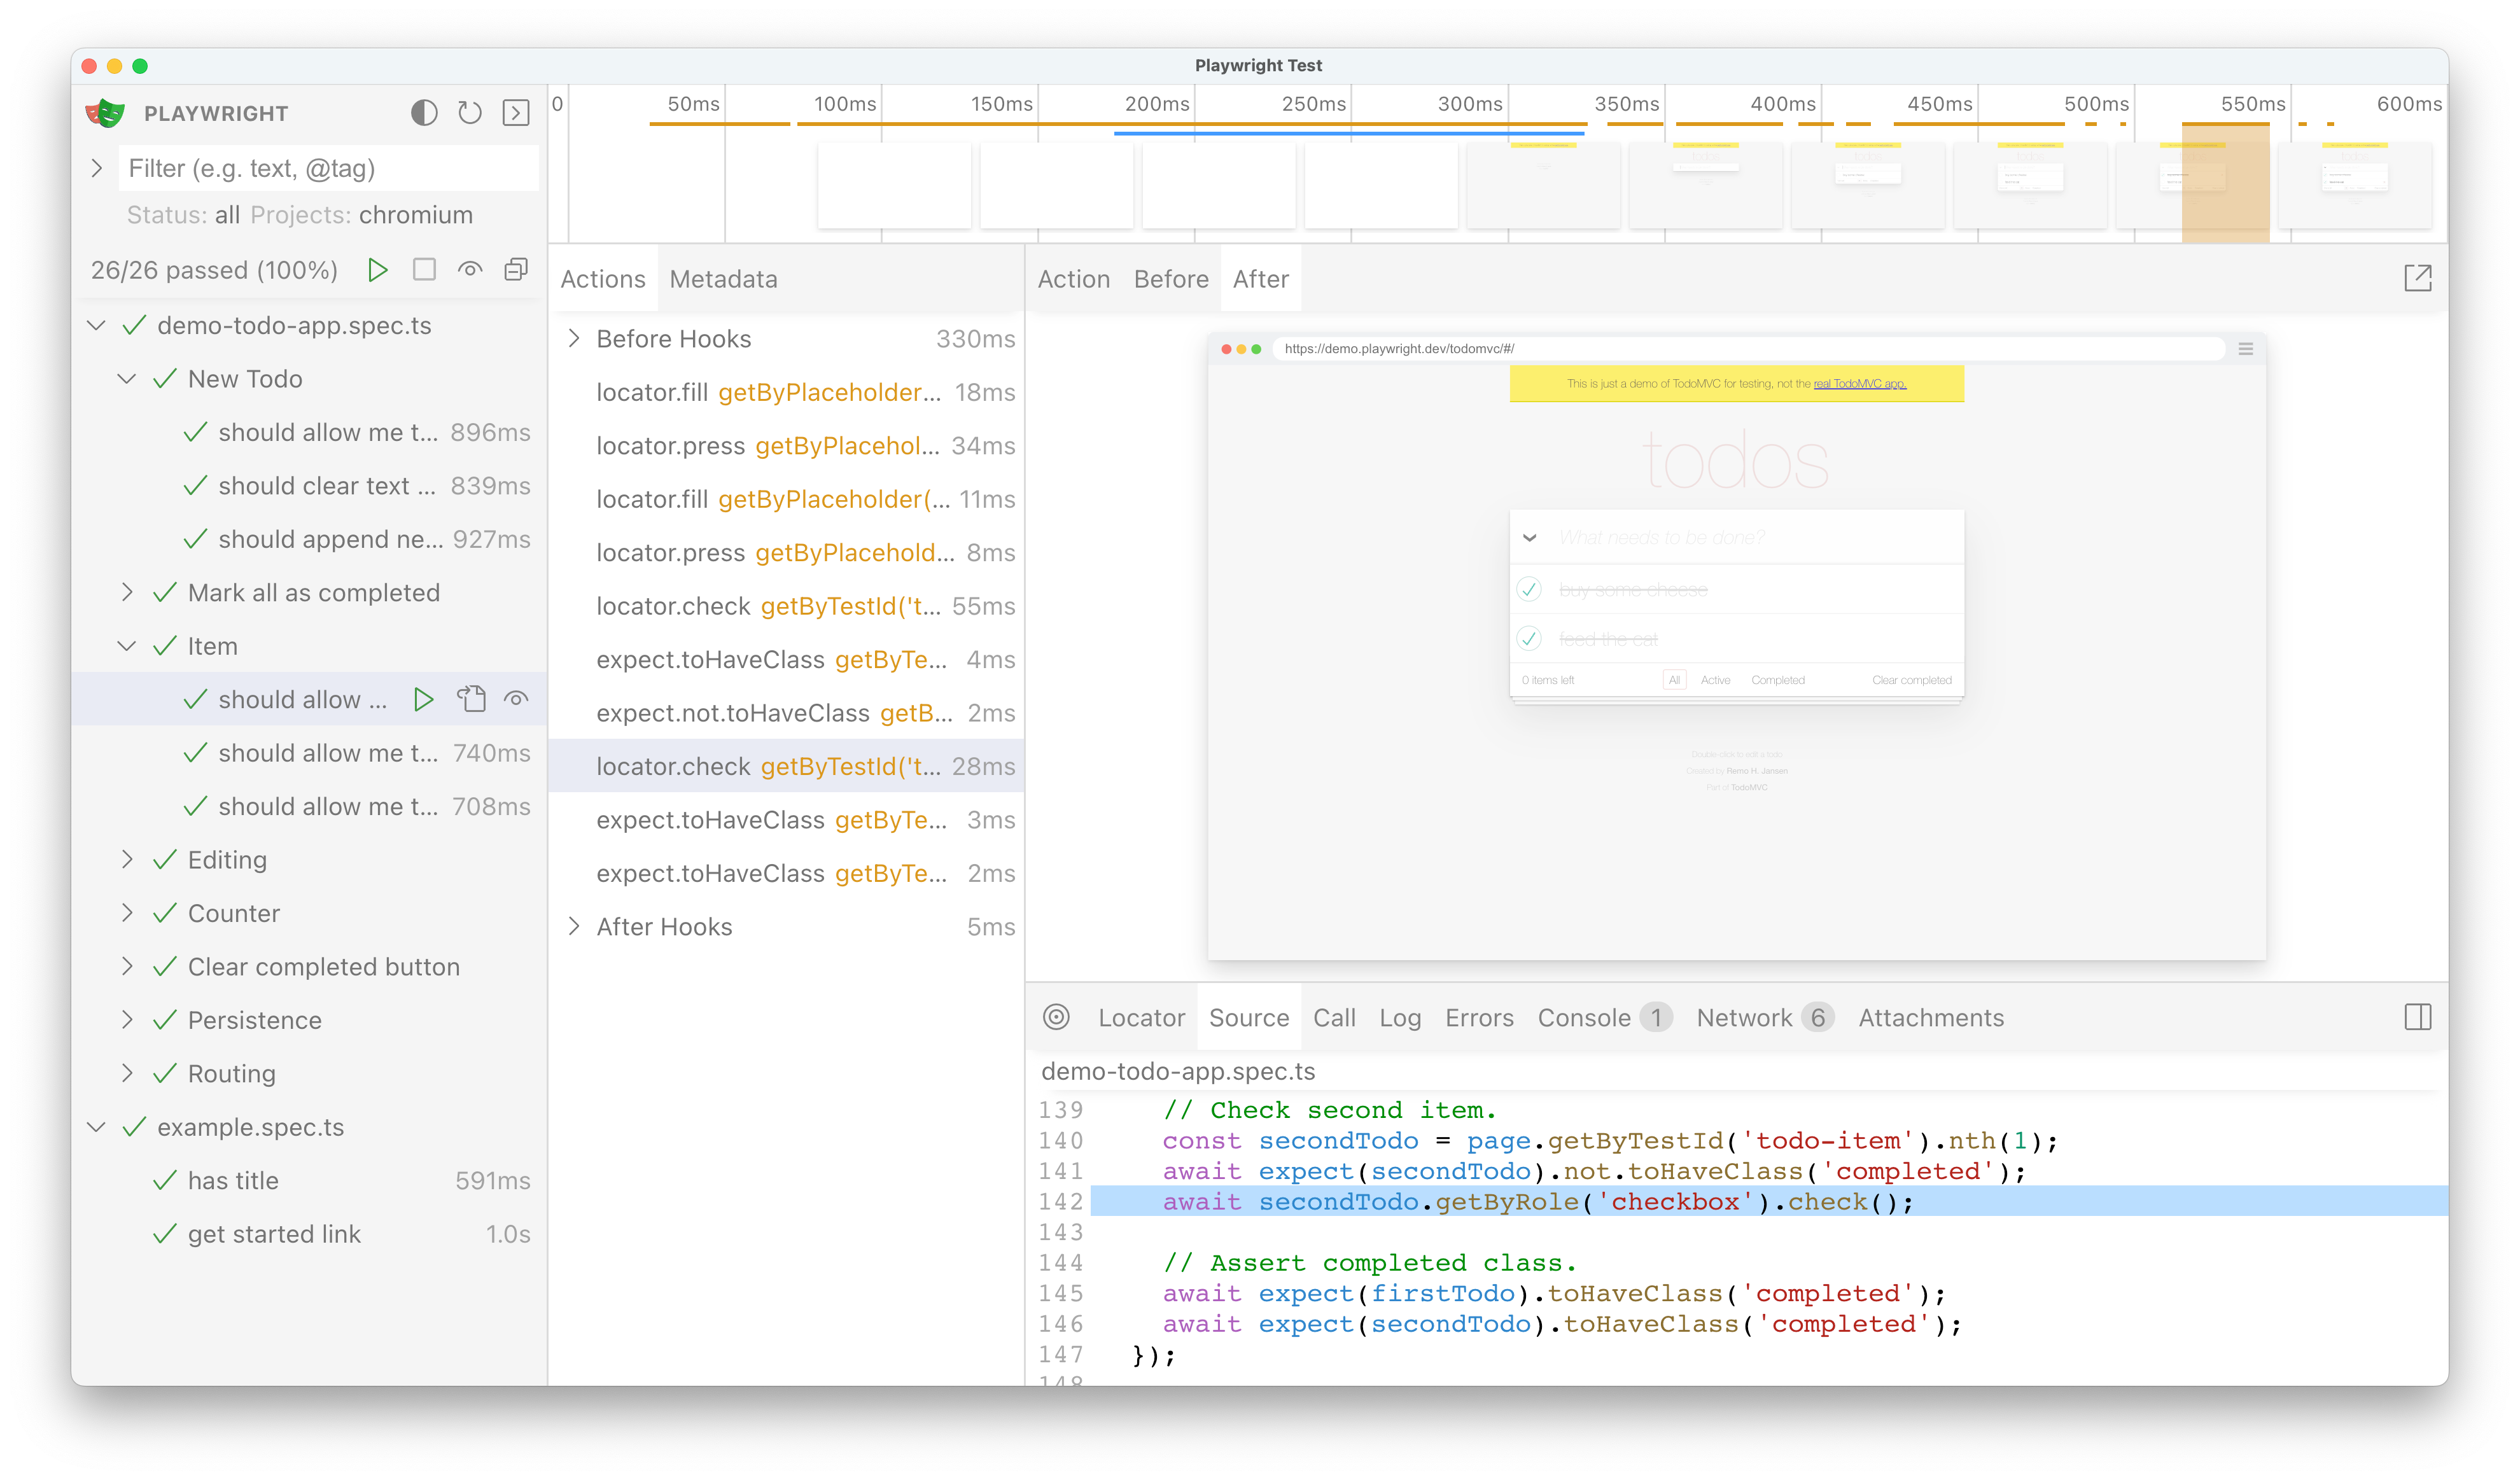 Playwright Test
PLAYWRIGHT
Filter (e.g. text, @tag)
Status: all Projects: chromium
26/26 passed (100%)
demo-todo-app.spec.ts
New Todo
should allow me t... 896ms
should clear text ... 839ms
should append ne... 927ms
Mark all as completed
Item
should allow ...
should allow me t... 740ms
should allow me t... 708ms
Editing
Counter
Clear completed button
Persistence
Routing
example.spec.ts
has title 591ms
get started link 1.0s
0 50ms 100ms 150ms 200ms 250ms 300ms 350ms 400ms 450ms 500ms 550ms 600ms
Actions Metadata
Before Hooks 330ms
locator.fill getByPlaceholder... 18ms
locator.press getByPlacehol... 34ms
locator.fill getByPlaceholder(... 11ms
locator.press getByPlacehold... 8ms
locator.check getByTestId('t... 55ms
expect.toHaveClass getByTe... 4ms
expect.not.toHaveClass getB... 2ms
locator.check getByTestId('t... 28ms
expect.toHaveClass getByTe... 3ms
expect.toHaveClass getByTe... 2ms
After Hooks 5ms
Action Before After
https://demo.playwright.dev/todomvc/#/
This is just a demo of TodoMVC for testing, not the real TodoMVC app.
todos
What needs to be done?
buy some cheese
feed the cat
0 items left All Active Completed Clear completed
Double-click to edit a todo
Created by Remo H. Jansen
Part of TodoMVC
Locator Source Call Log Errors Console 1 Network 6 Attachments
demo-todo-app.spec.ts
139 // Check second item.
140 const secondTodo = page.getByTestId('todo-item').nth(1);
141 await expect(secondTodo).not.toHaveClass('completed');
142 await secondTodo.getByRole('checkbox').check();
143
144 // Assert completed class.
145 await expect(firstTodo).toHaveClass('completed');
146 await expect(secondTodo).toHaveClass('completed');
147 });
148